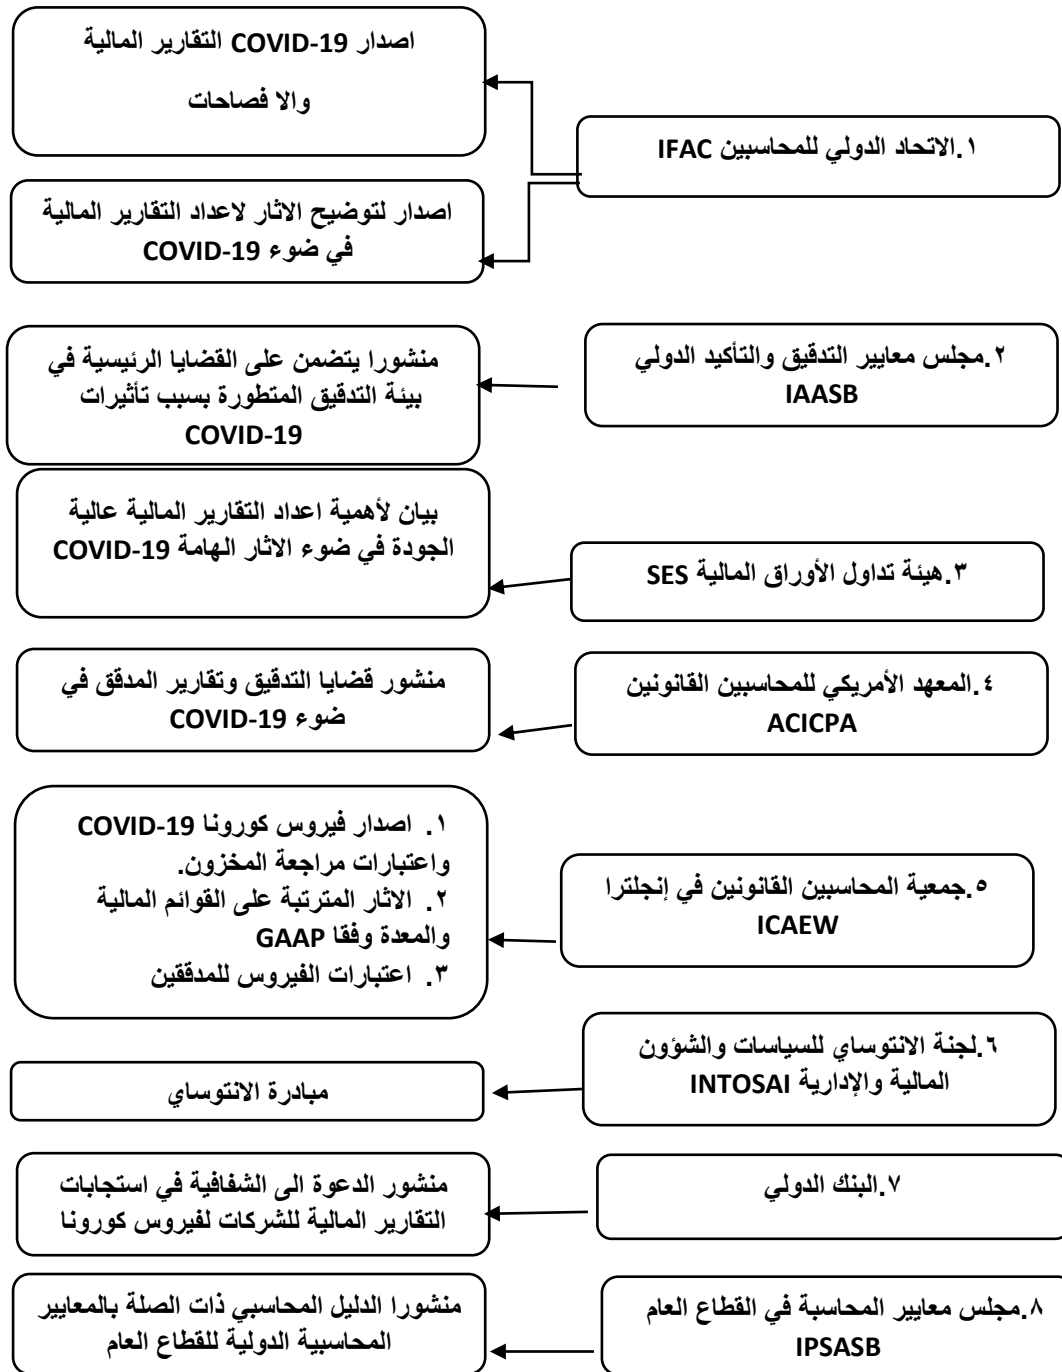 ١.الاتحاد الدولي للمحاسبين IFAC
اصدار COVID-19 التقارير المالية
والا فصاحات
اصدار لتوضيح الاثار لاعداد التقارير المالية
في ضوء COVID-19
٢.مجلس معايير التدقيق والتأكيد الدولي
IAASB
منشورا يتضمن على القضايا الرئيسية في
بيئة التدقيق المتطورة بسبب تأثيرات
COVID-19
٣.هيئة تداول الأوراق المالية SES
بيان لأهمية اعداد التقارير المالية عالية
الجودة في ضوء الاثار الهامة COVID-19
٤.المعهد الأمريكي للمحاسبين القانونين
ACICPA
منشور قضايا التدقيق وتقارير المدقق في
ضوء COVID-19
٥.جمعية المحاسبين القانونين في إنجلترا
ICAEW
١. اصدار فيروس كورونا COVID-19
واعتبارات مراجعة المخزون.
٢. الاثار المترتبة على القوائم المالية
والمعدة وفقا GAAP
٣. اعتبارات الفيروس للمدققين
٦.لجنة الانتوساي للسياسات والشؤون
المالية والإدارية INTOSAI
مبادرة الانتوساي
٧.البنك الدولي
منشور الدعوة الى الشفافية في استجابات
التقارير المالية للشركات لفيروس كورونا
٨.مجلس معايير المحاسبة في القطاع العام
IPSASB
منشورا الدليل المحاسبي ذات الصلة بالمعايير
المحاسبية الدولية للقطاع العام